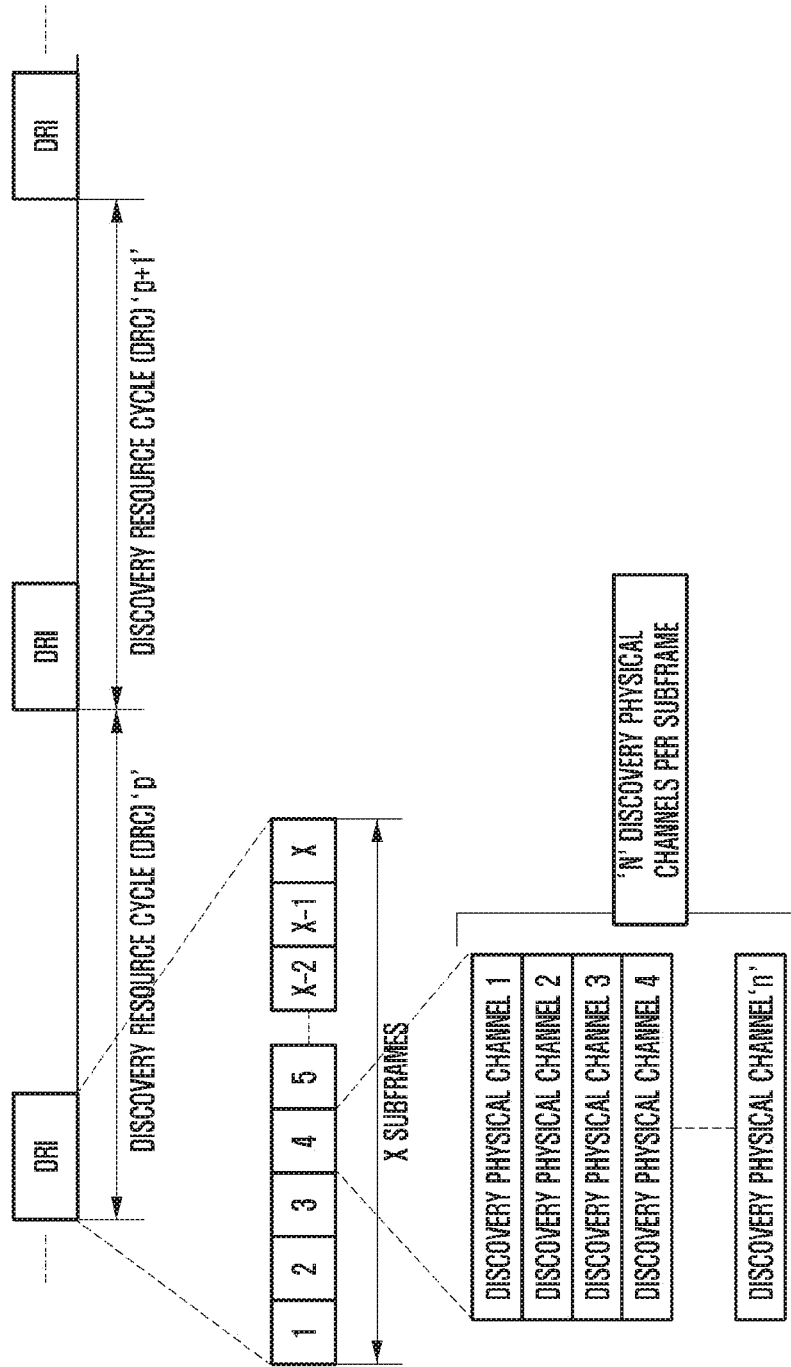 DRI
DRI
DRI
DISCOVERY RESOURCE CYCLE (DRC) 'p'
DISCOVERY RESOURCE CYCLE (DRC) 'p+1'
1
2
3
4
5
X-2
X-1
X
X SUBFRAMES
DISCOVERY PHYSICAL CHANNEL 1
DISCOVERY PHYSICAL CHANNEL 2
DISCOVERY PHYSICAL CHANNEL 3
DISCOVERY PHYSICAL CHANNEL 4
DISCOVERY PHYSICAL CHANNEL 'n'
'N' DISCOVERY PHYSICAL
CHANNELS PER SUBFRAME